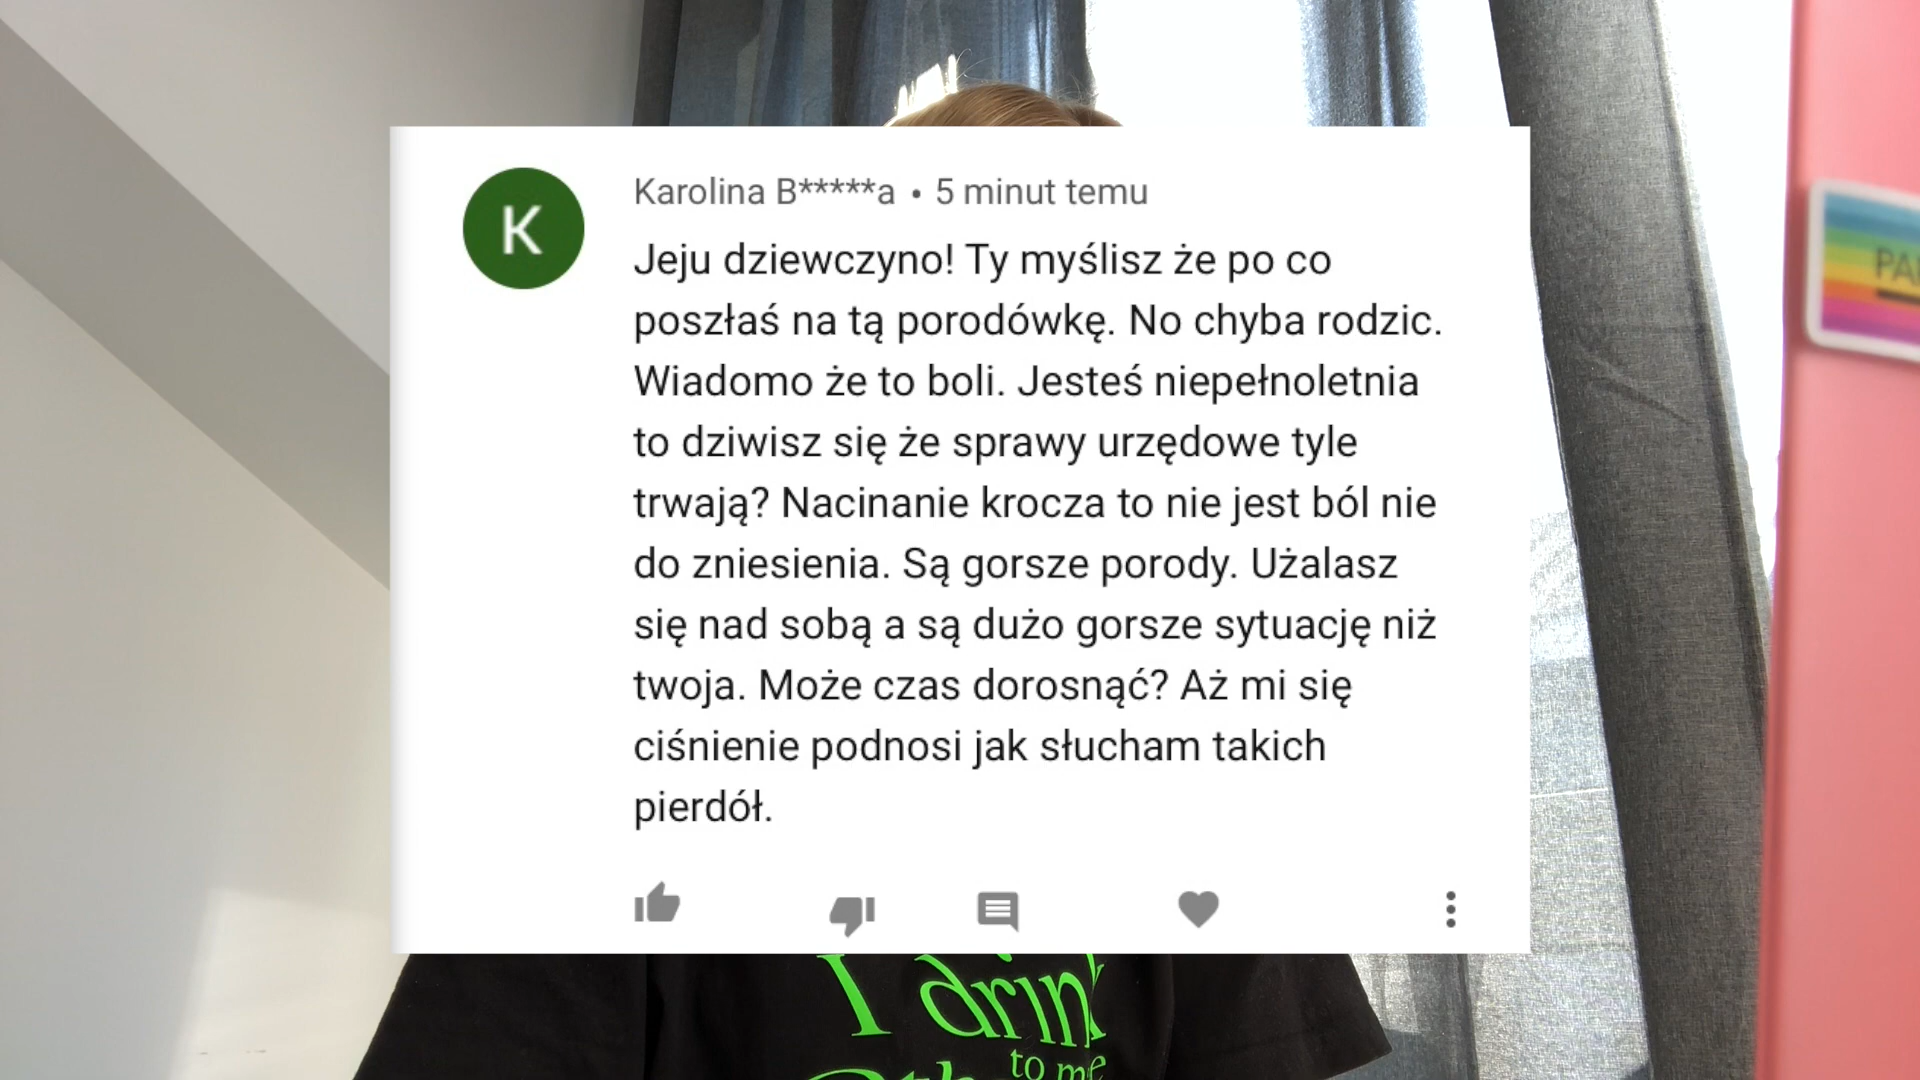 Karolina B*****a • 5 minut temu
Jeju dziewczyno! Ty myślisz że po co
poszłaś na tą porodówkę. No chyba rodzic.
Wiadomo że to boli. Jesteś niepełnoletnia
to dziwisz się że sprawy urzędowe tyle
trwają? Nacinanie krocza to nie jest ból nie
do zniesienia. Są gorsze porody. Użalasz
się nad sobą a są dużo gorsze sytuację niż
twoja. Może czas dorosnąć? Aż mi się
ciśnienie podnosi jak słucham takich
pierdół.
K
I drink
to me